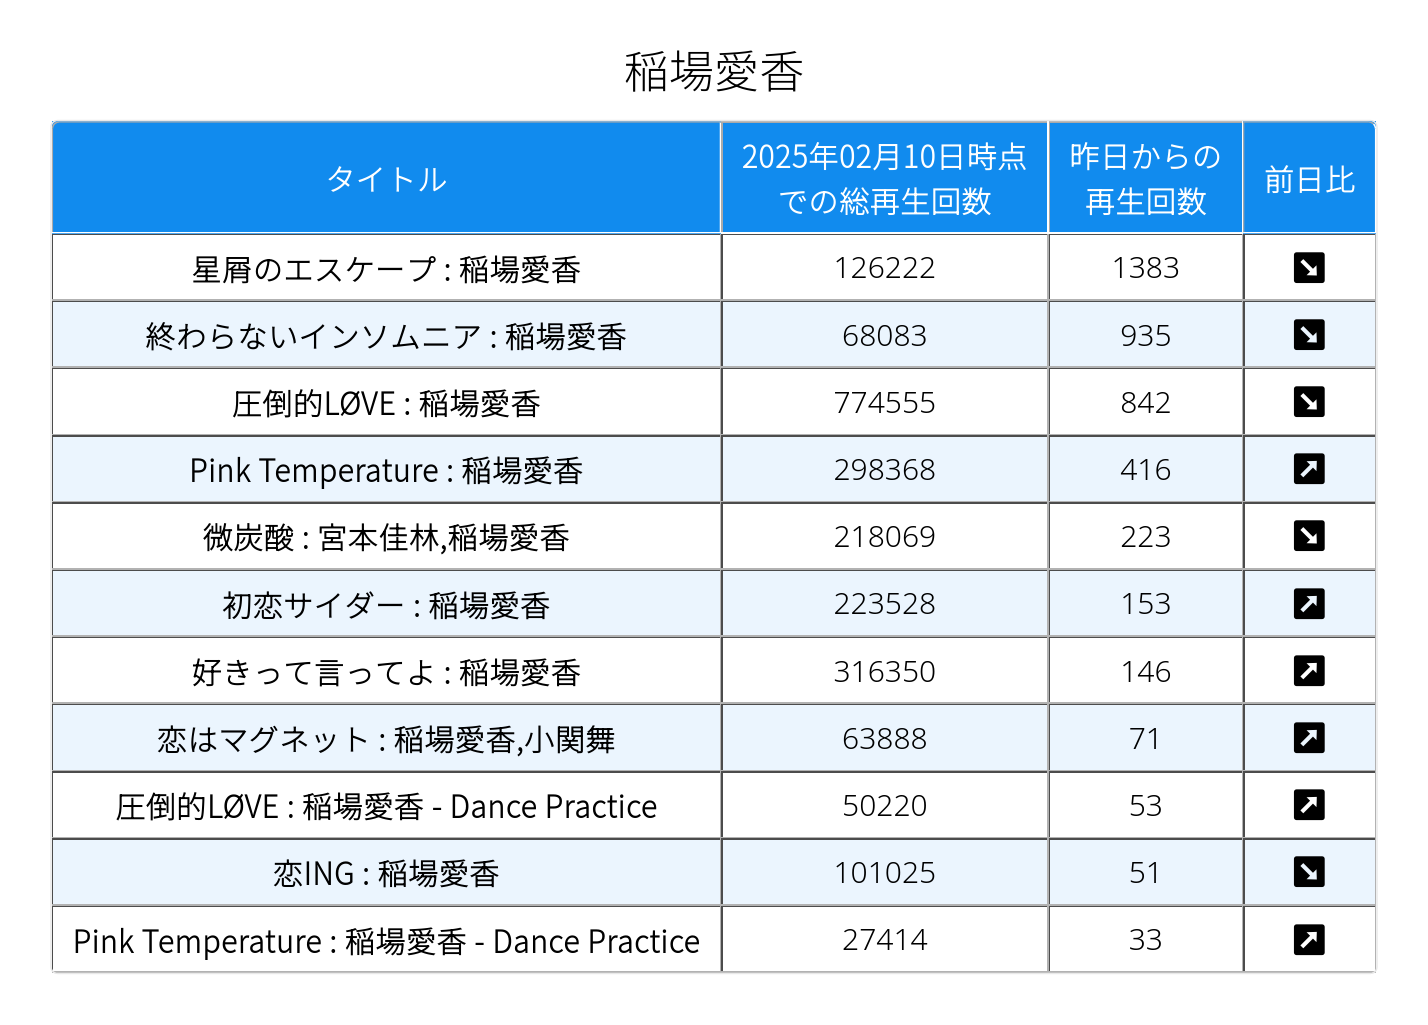 稲場愛香
タイトル 2025年02月10日時点 昨日からの 前日比
での総再生回数 再生回数
星屑のエスケープ : 稲場愛香 126222 1383
終わらないインソムニア : 稲場愛香 68083 935
圧倒的LØVE : 稲場愛香 774555 842
Pink Temperature : 稲場愛香 298368 416
微炭酸 : 宮本佳林,稲場愛香 218069 223
初恋サイダー : 稲場愛香 223528 153
好きって言ってよ : 稲場愛香 316350 146
恋はマグネット : 稲場愛香,小関舞 63888 71
圧倒的LØVE : 稲場愛香 - Dance Practice 50220 53
恋ING : 稲場愛香 101025 51
Pink Temperature : 稲場愛香 - Dance Practice 27414 33